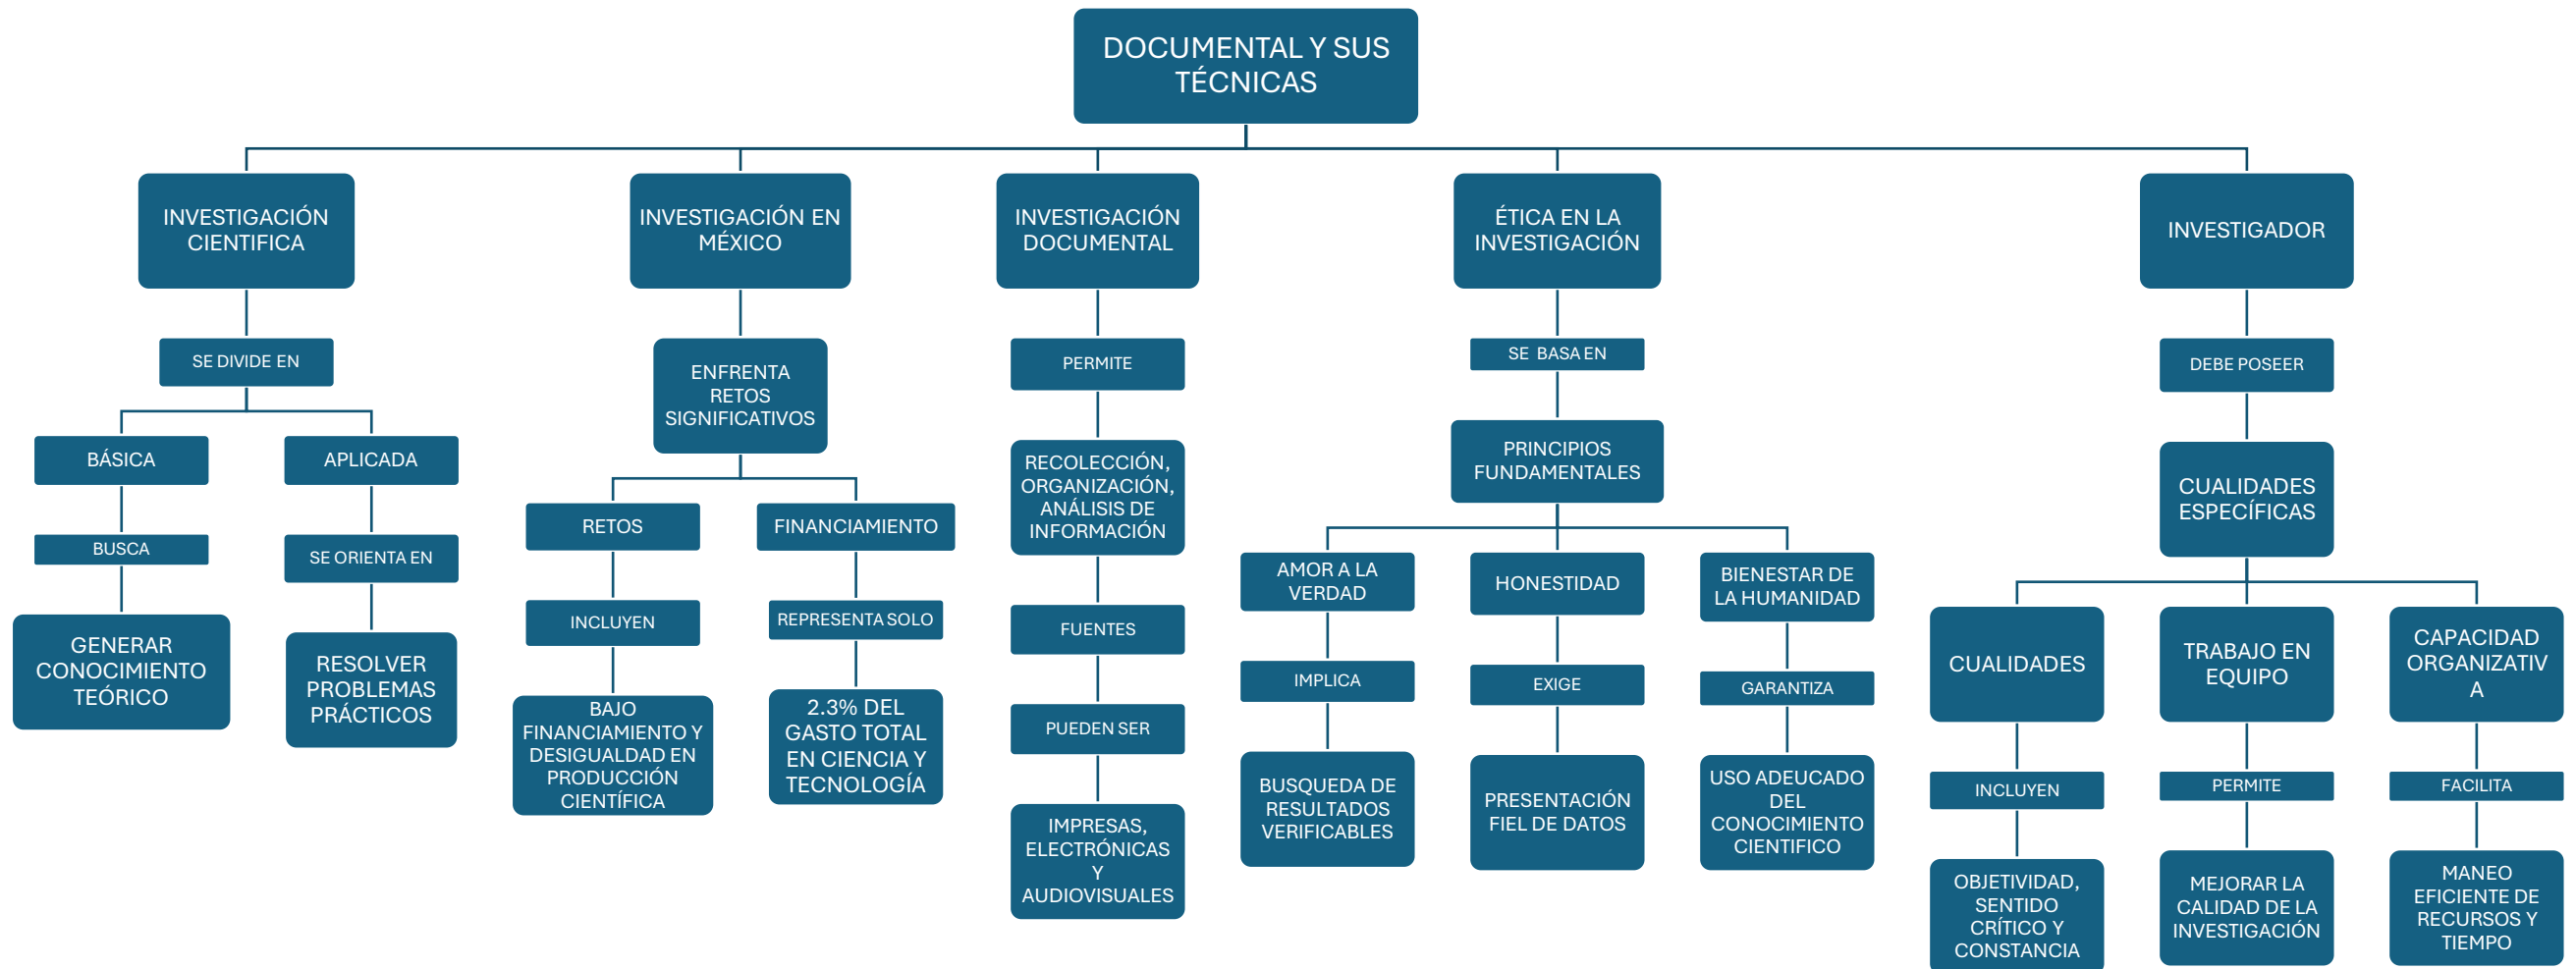 DOCUMENTAL Y SUS
TÉCNICAS
INVESTIGACIÓN
CIENTIFICA
SE DIVIDE EN
BÁSICA
BUSCA
GENERAR
CONOCIMIENTO
TEÓRICO
APLICADA
SE ORIENTA EN
RESOLVER
PROBLEMAS
PRÁCTICOS
INVESTIGACIÓN EN
MÉXICO
ENFRENTA
RETOS
SIGNIFICATIVOS
RETOS
INCLUYEN
BAJO
FINANCIAMIENTO Y
DESIGUALDAD EN
PRODUCCIÓN
CIENTÍFICA
FINANCIAMIENTO
REPRESENTA SOLO
2.3% DEL
GASTO TOTAL
EN CIENCIA Y
TECNOLOGÍA
INVESTIGACIÓN
DOCUMENTAL
PERMITE
RECOLECCIÓN,
ORGANIZACIÓN,
ANÁLISIS DE
INFORMACIÓN
FUENTES
PUEDEN SER
IMPRESAS,
ELECTRÓNICAS
Y
AUDIOVISUALES
ÉTICA EN LA
INVESTIGACIÓN
SE BASA EN
PRINCIPIOS
FUNDAMENTALES
AMOR A LA
VERDAD
IMPLICA
BUSQUEDA DE
RESULTADOS
VERIFICABLES
HONESTIDAD
EXIGE
PRESENTACIÓN
FIEL DE DATOS
BIENESTAR DE
LA HUMANIDAD
GARANTIZA
USO ADEUCADO
DEL
CONOCIMIENTO
CIENTIFICO
INVESTIGADOR
DEBE POSEER
CUALIDADES
ESPECÍFICAS
CUALIDADES
INCLUYEN
OBJETIVIDAD,
SENTIDO
CRÍTICO Y
CONSTANCIA
TRABAJO EN
EQUIPO
PERMITE
MEJORAR LA
CALIDAD DE LA
INVESTIGACIÓN
CAPACIDAD
ORGANIZATIV
A
FACILITA
MANEO
EFICIENTE DE
RECURSOS Y
TIEMPO